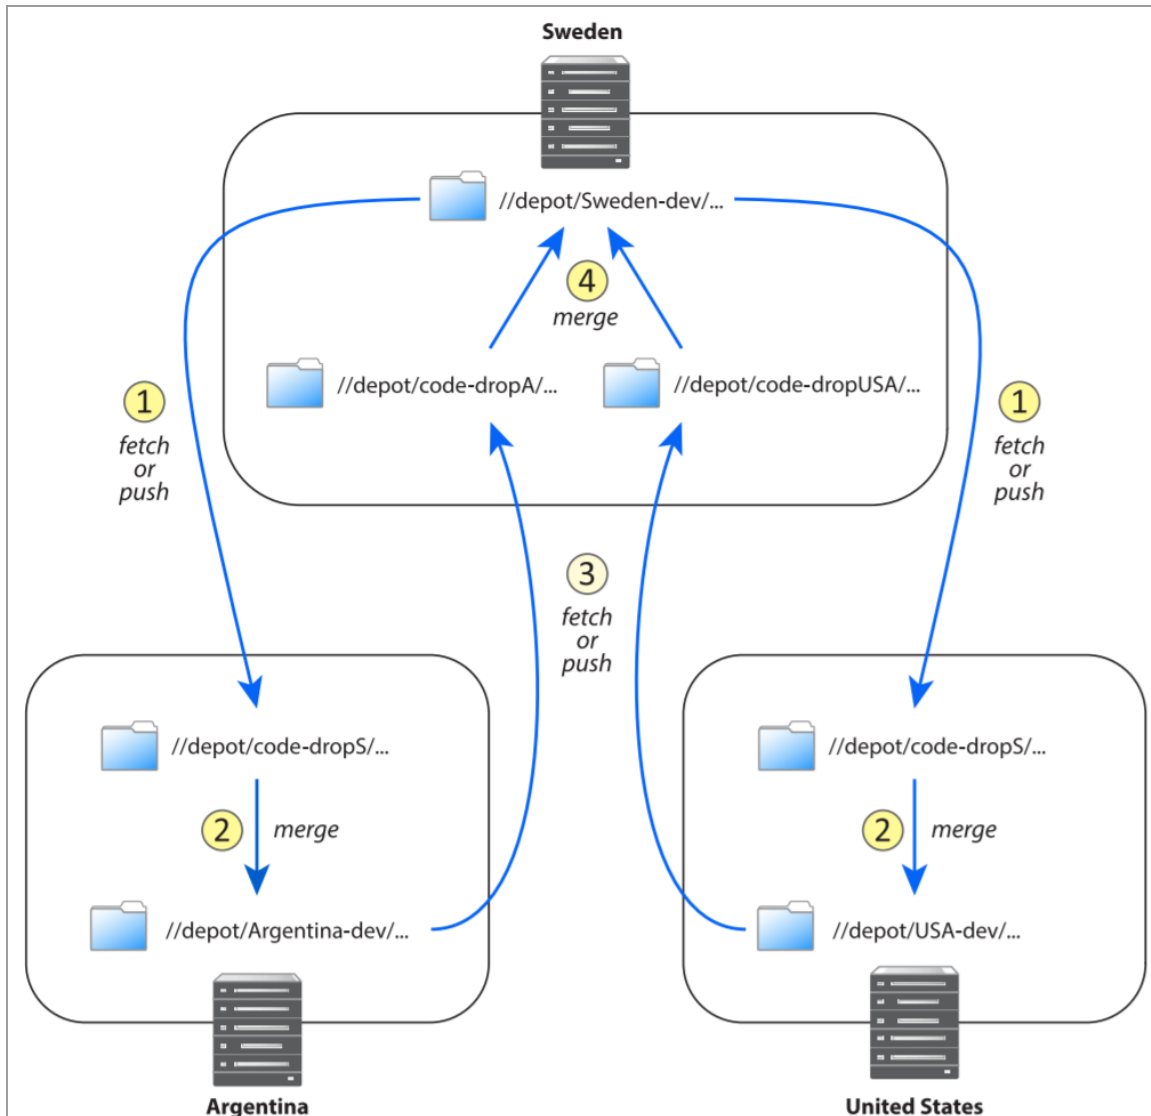 Sweden
//depot/Sweden-dev/...
4
merge
//depot/code-dropA/...
//depot/code-dropUSA/...
1
fetch
or
push
1
fetch
or
push
3
fetch
or
push
//depot/code-dropS/...
2
merge
//depot/Argentina-dev/...
Argentina
//depot/code-dropS/...
2
merge
//depot/USA-dev/...
United States